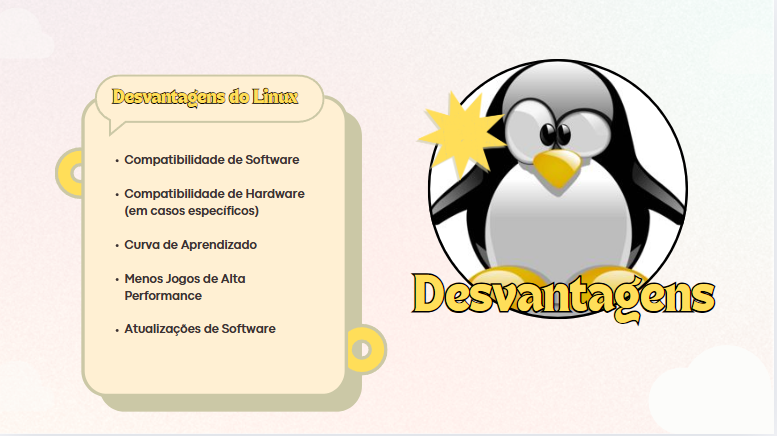 Desvantagens do Linux
• Compatibilidade de Software
• Compatibilidade de Hardware
(em casos específicos)
• Curva de Aprendizado
• Menos Jogos de Alta
Performance
• Atualizações de Software
Desvantagens